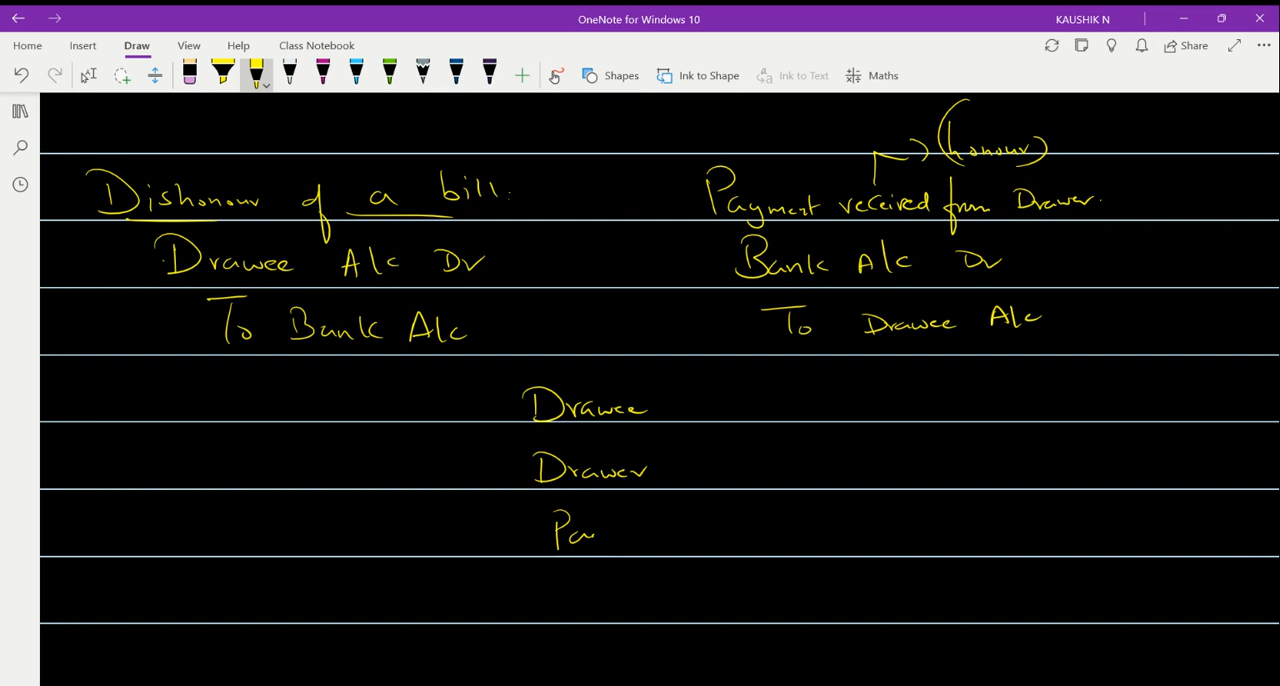 OneNote for Windows 10
KAUSHIK N
Home Insert Draw View Help Class Notebook
Share
Shapes Ink to Shape Ink to Text Maths
(honour)
Dishonour of a bill:
Payment received from Drawer.
Drawee A/c Dr
Bank A/c Dr
To Bank A/c
To Drawee A/c
Drawee
Drawer
Pa